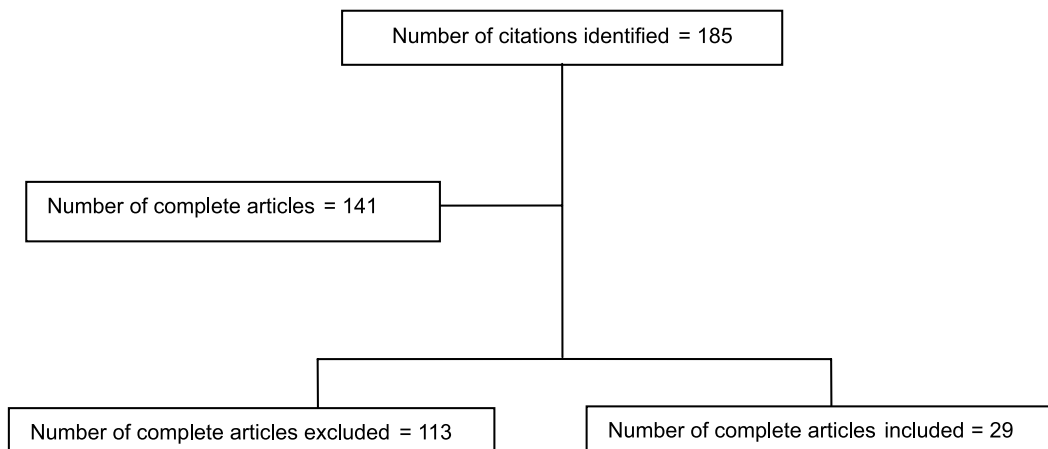 Number of citations identified = 185
Number of complete articles = 141
Number of complete articles excluded = 113
Number of complete articles included = 29